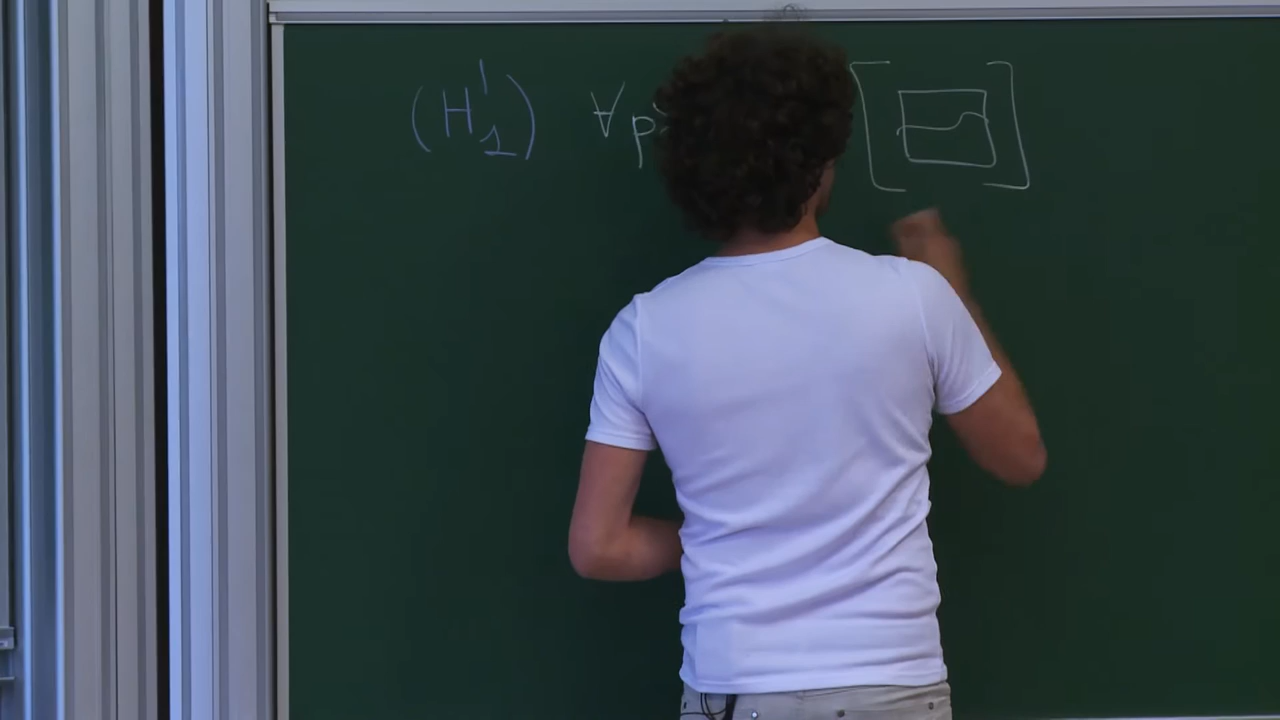 (H'_1) ∀ p [ ]